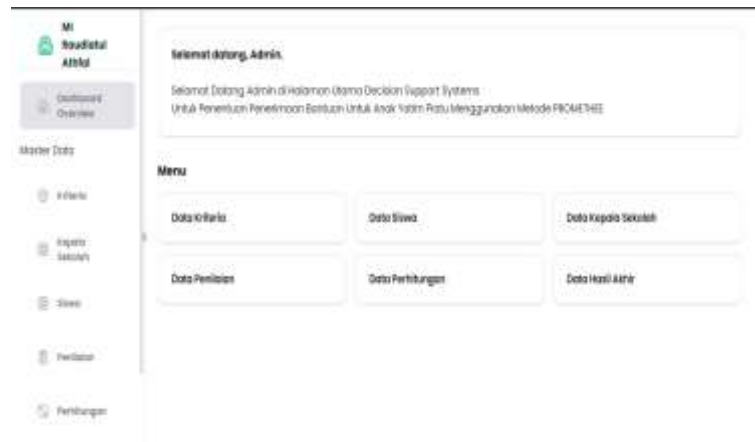 MI
Raudlatul
Athfal
Dashboard
Overview
Master Data
Kriteria
Kepala
Sekolah
Siswa
Penilaian
Perhitungan
Selamat datang, Admin.
Selamat Datang Admin di Halaman Utama Decision Support Systems
Untuk Penentuan Penerimaan Bantuan Untuk Anak Yatim Piatu Menggunakan Metode PROMETHEE
Menu
Data Kriteria
Data Siswa
Data Kepala Sekolah
Data Penilaian
Data Perhitungan
Data Hasil Akhir